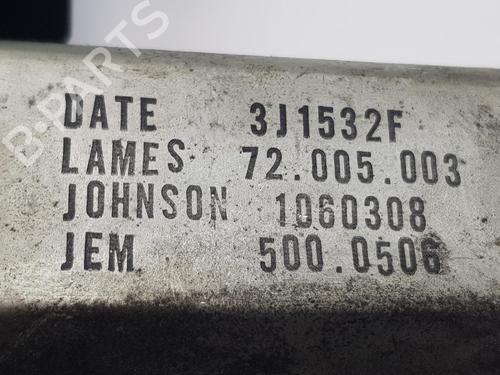 B-PARTS
DATE 3J1532F
LAMES 72.005.003
JOHNSON 1060308
JEM 500.0506